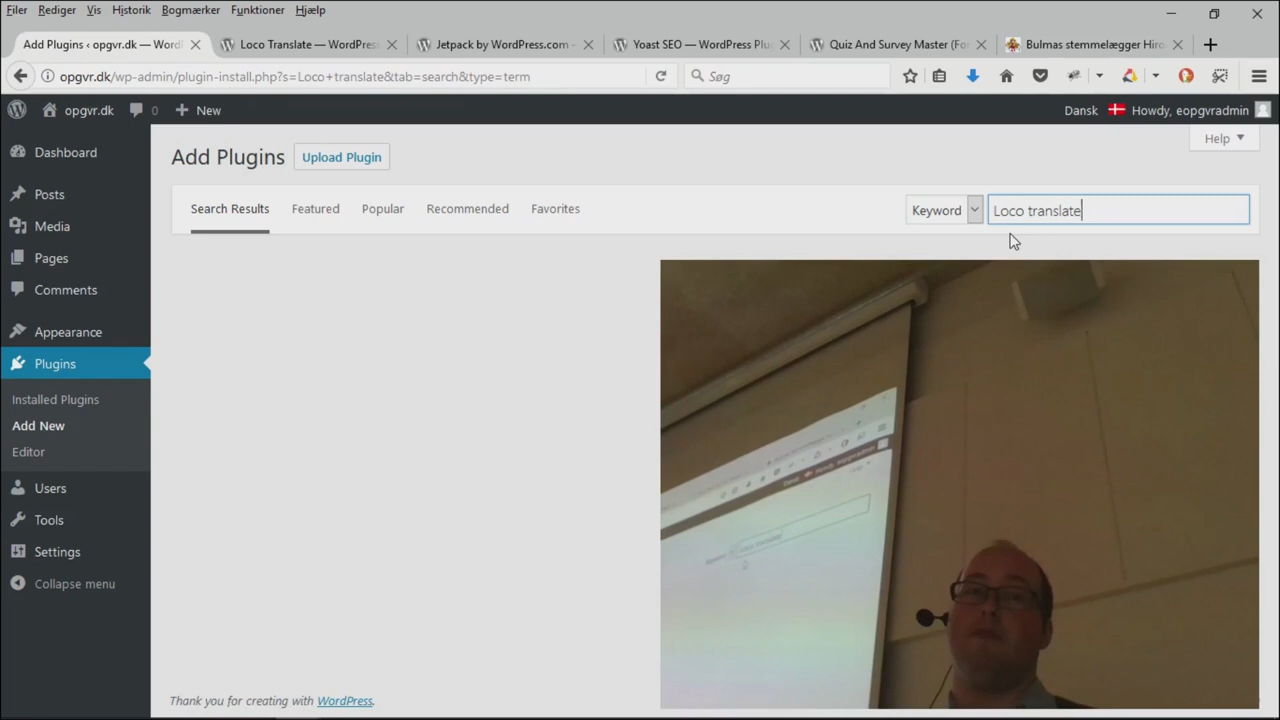 Filer Rediger Vis Historik Bogmærker Funktioner Hjælp
Add Plugins ‹ opgvr.dk — Word
Loco Translate — WordPres
Jetpack by WordPress.com -
Yoast SEO — WordPress Plu
Quiz And Survey Master (For
Bulmas stemmelægger Hiro
opgvr.dk/wp-admin/plugin-install.php?s=Loco+translate&tab=search&type=term
Søg
opgvr.dk
0
New
Dansk
Howdy, eopgvradmin
Help
Dashboard
Posts
Media
Pages
Comments
Appearance
Plugins
Installed Plugins
Add New
Editor
Users
Tools
Settings
Collapse menu
Add Plugins
Upload Plugin
Search Results Featured Popular Recommended Favorites
Keyword
Loco translate
Thank you for creating with WordPress.